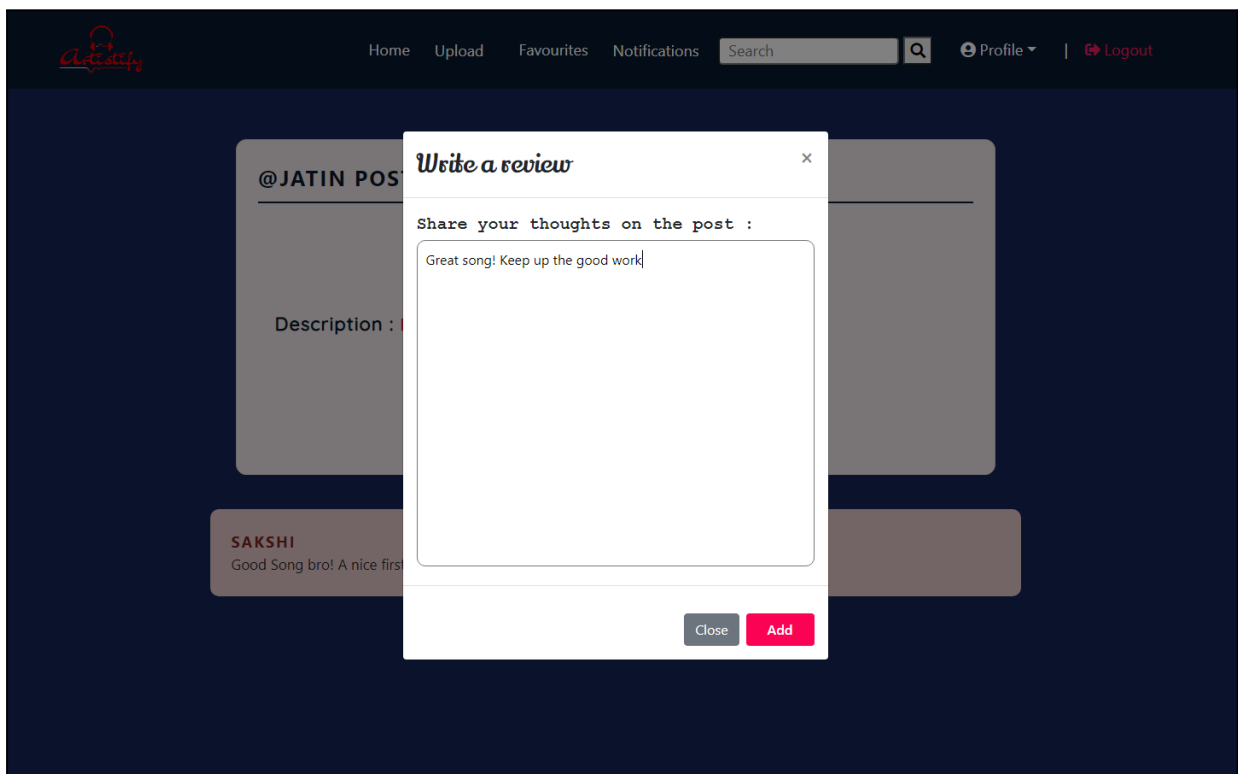 Artistify
Home Upload Favourites Notifications Search Profile | Logout
Write a review ×
@JATIN
Share your thoughts on the post :
Great song! Keep up the good work
Description :
SAKSHI
Good Song bro! A nice first
Close Add